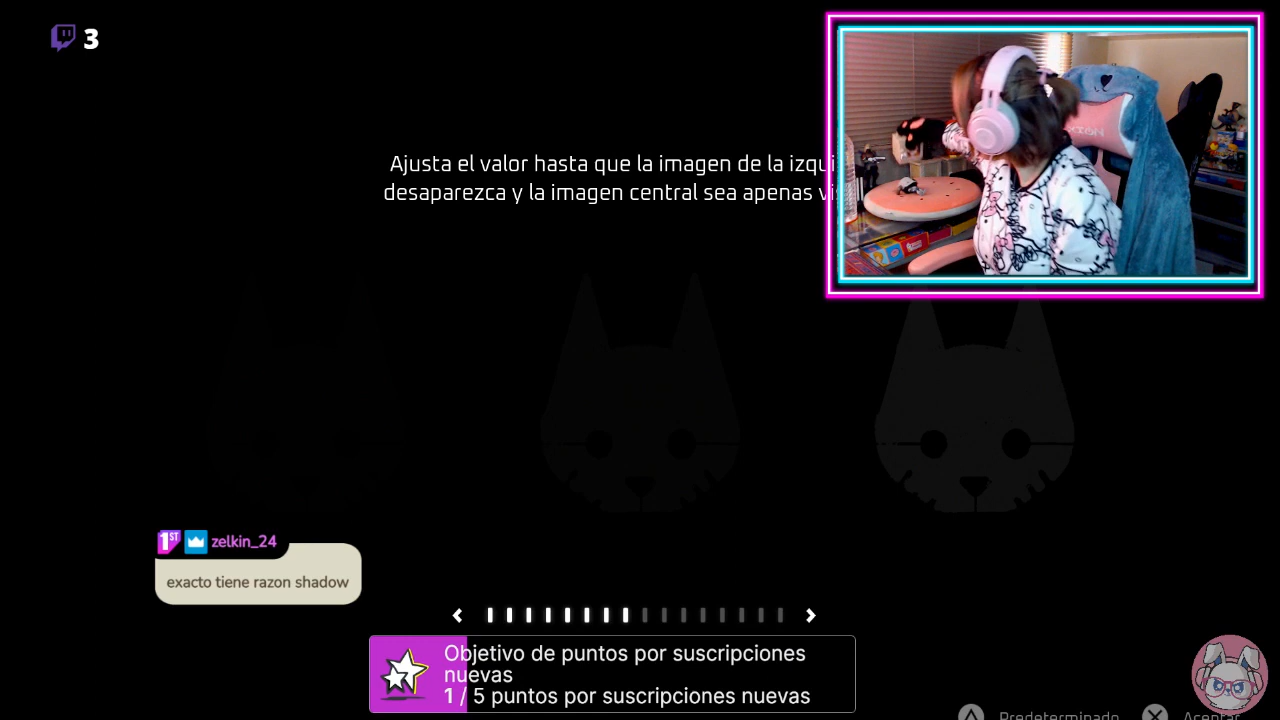 3
Ajusta el valor hasta que la imagen de la izqui
desaparezca y la imagen central sea apenas vi
1ST zelkin_24
exacto tiene razon shadow
Objetivo de puntos por suscripciones
nuevas
1 / 5 puntos por suscripciones nuevas
Predeterminado
Aceptar